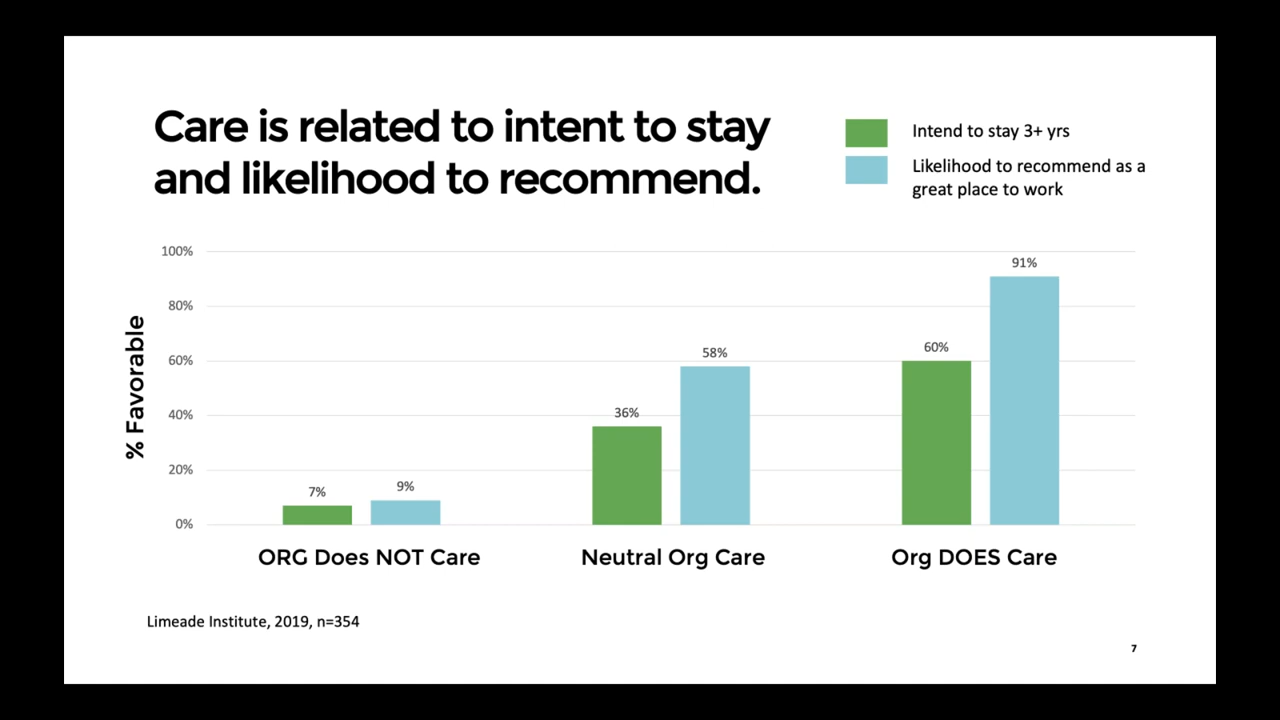 Care is related to intent to stay
and likelihood to recommend.
Intend to stay 3+ yrs
Likelihood to recommend as a
great place to work
% Favorable
100%
80%
60%
40%
20%
0%
7%
9%
36%
58%
60%
91%
ORG Does NOT Care
Neutral Org Care
Org DOES Care
Limeade Institute, 2019, n=354
7